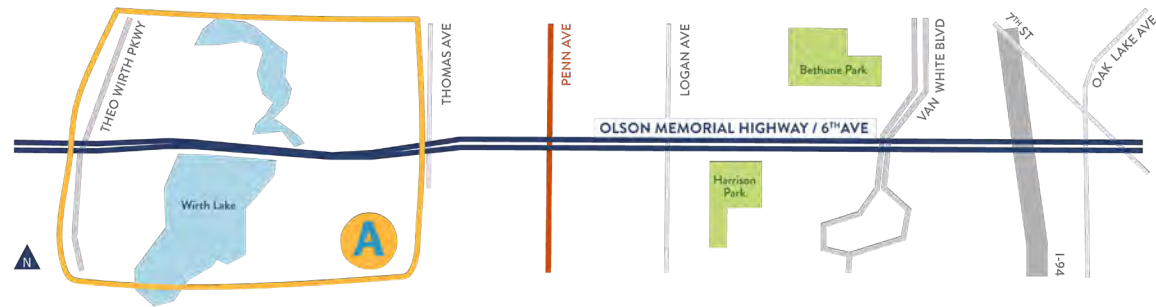 THEO WIRTH PKWY
THOMAS AVE
PENN AVE
LOGAN AVE
Bethune Park
VAN WHITE BLVD
7TH ST
OAK LAKE AVE
OLSON MEMORIAL HIGHWAY / 6TH AVE
Wirth Lake
A
Harrison
Park
N
I-94